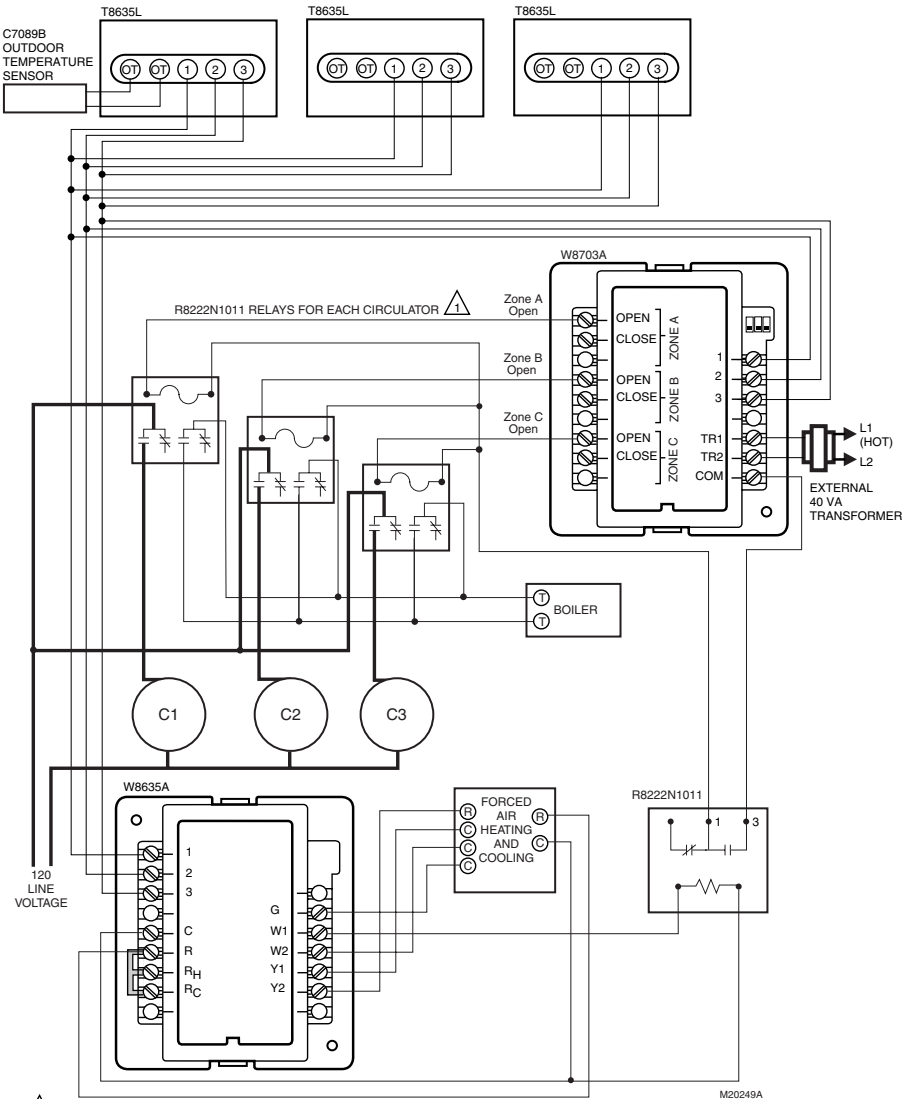 T8635L
T8635L
T8635L
C7089B
OUTDOOR
TEMPERATURE
SENSOR
OT OT 1 2 3
OT OT 1 2 3
OT OT 1 2 3
W8703A
R8222N1011 RELAYS FOR EACH CIRCULATOR 1
Zone A
Open
Zone B
Open
Zone C
Open
OPEN
CLOSE
ZONE A
OPEN
CLOSE
ZONE B
OPEN
CLOSE
ZONE C
1
2
3
TR1
TR2
COM
L1
(HOT)
L2
EXTERNAL
40 VA
TRANSFORMER
T
BOILER
T
C1
C2
C3
120
LINE
VOLTAGE
W8635A
1
2
3
C
R
RH
RC
G
W1
W2
Y1
Y2
R
C
C
C
FORCED
AIR
HEATING
AND
COOLING
R
C
R8222N1011
1
3
M20249A